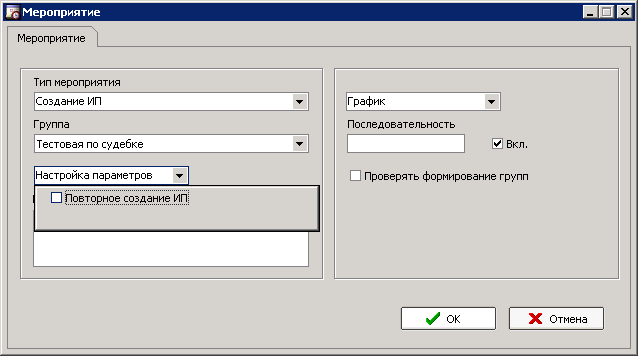 Мероприятие
Мероприятие
Тип мероприятия
Создание ИП
Группа
Тестовая по судебке
Настройка параметров
Повторное создание ИП
График
Последовательность
Вкл.
Проверять формирование групп
OK
Отмена